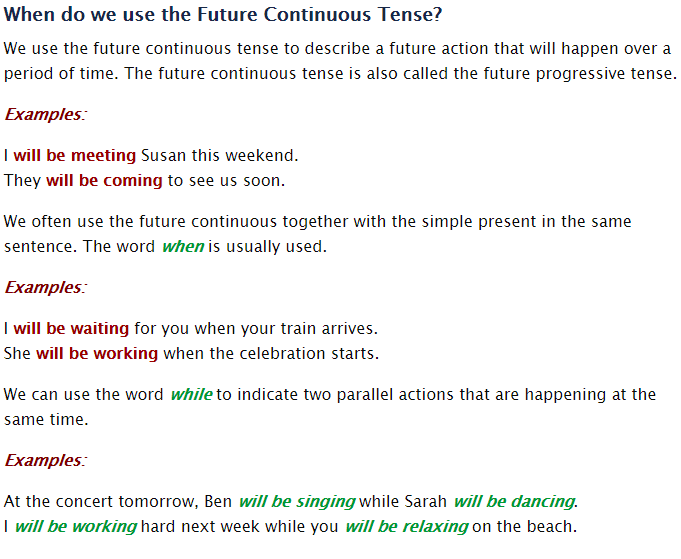 When do we use the Future Continuous Tense?
We use the future continuous tense to describe a future action that will happen over a
period of time. The future continuous tense is also called the future progressive tense.
Examples:
I will be meeting Susan this weekend.
They will be coming to see us soon.
We often use the future continuous together with the simple present in the same
sentence. The word when is usually used.
Examples:
I will be waiting for you when your train arrives.
She will be working when the celebration starts.
We can use the word while to indicate two parallel actions that are happening at the
same time.
Examples:
At the concert tomorrow, Ben will be singing while Sarah will be dancing.
I will be working hard next week while you will be relaxing on the beach.